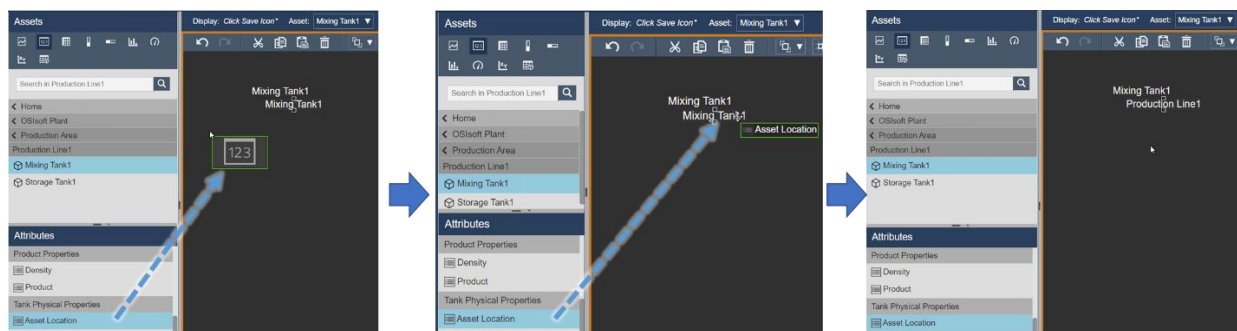 Assets
Display: Click Save Icon* Asset: Mixing Tank1 ▼
Search in Production Line1
Home
OSIsoft Plant
Production Area
Production Line1
Mixing Tank1
Storage Tank1
Attributes
Product Properties
Density
Product
Tank Physical Properties
Asset Location
Mixing Tank1
Mixing Tank1
123
Assets
Display: Click Save Icon* Asset: Mixing Tank1 ▼
Search in Production Line1
Home
OSIsoft Plant
Production Area
Production Line1
Mixing Tank1
Storage Tank1
Attributes
Product Properties
Density
Product
Tank Physical Properties
Asset Location
Mixing Tank1
Mixing Tank1
Asset Location
Assets
Display: Click Save Icon* Asset: Mixing Tank1 ▼
Search in Production Line1
Home
OSIsoft Plant
Production Area
Production Line1
Mixing Tank1
Storage Tank1
Attributes
Product Properties
Density
Product
Tank Physical Properties
Asset Location
Mixing Tank1
Production Line1